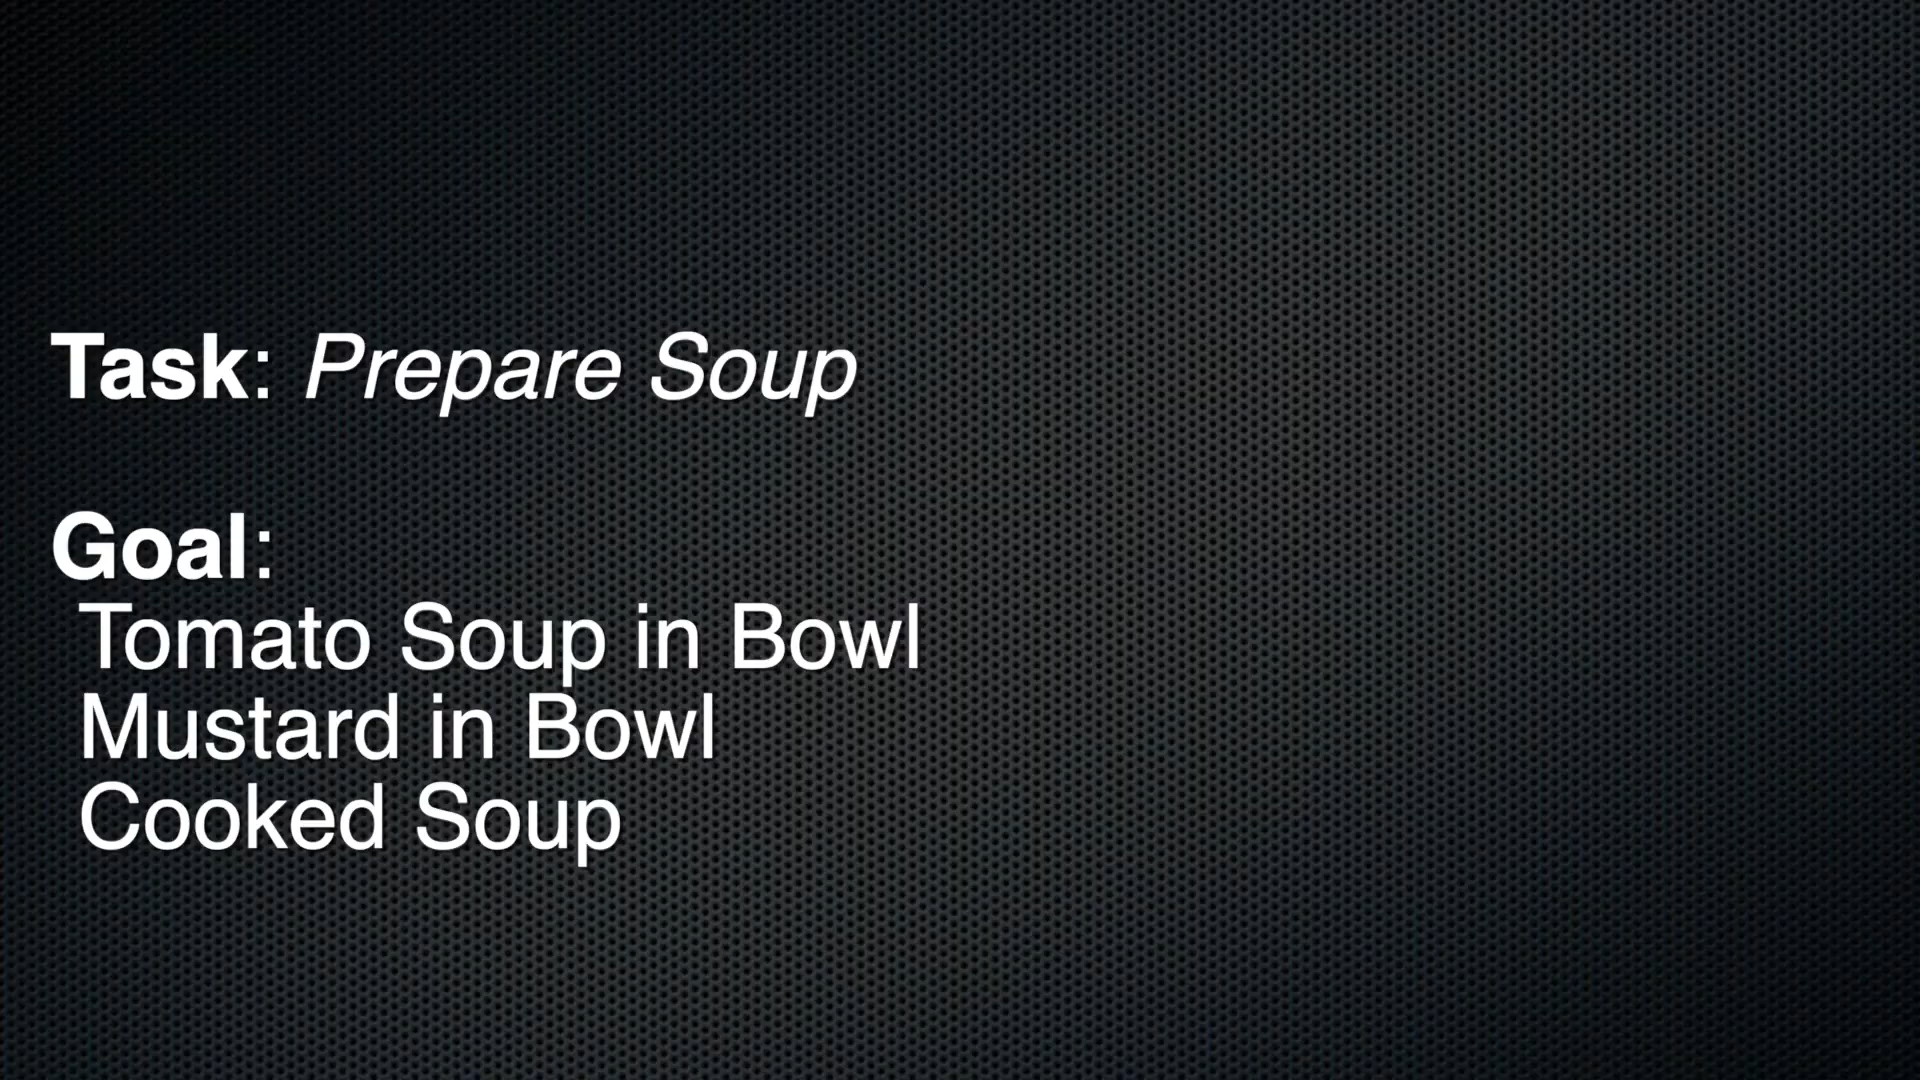 Task: Prepare Soup
Goal:
Tomato Soup in Bowl
Mustard in Bowl
Cooked Soup